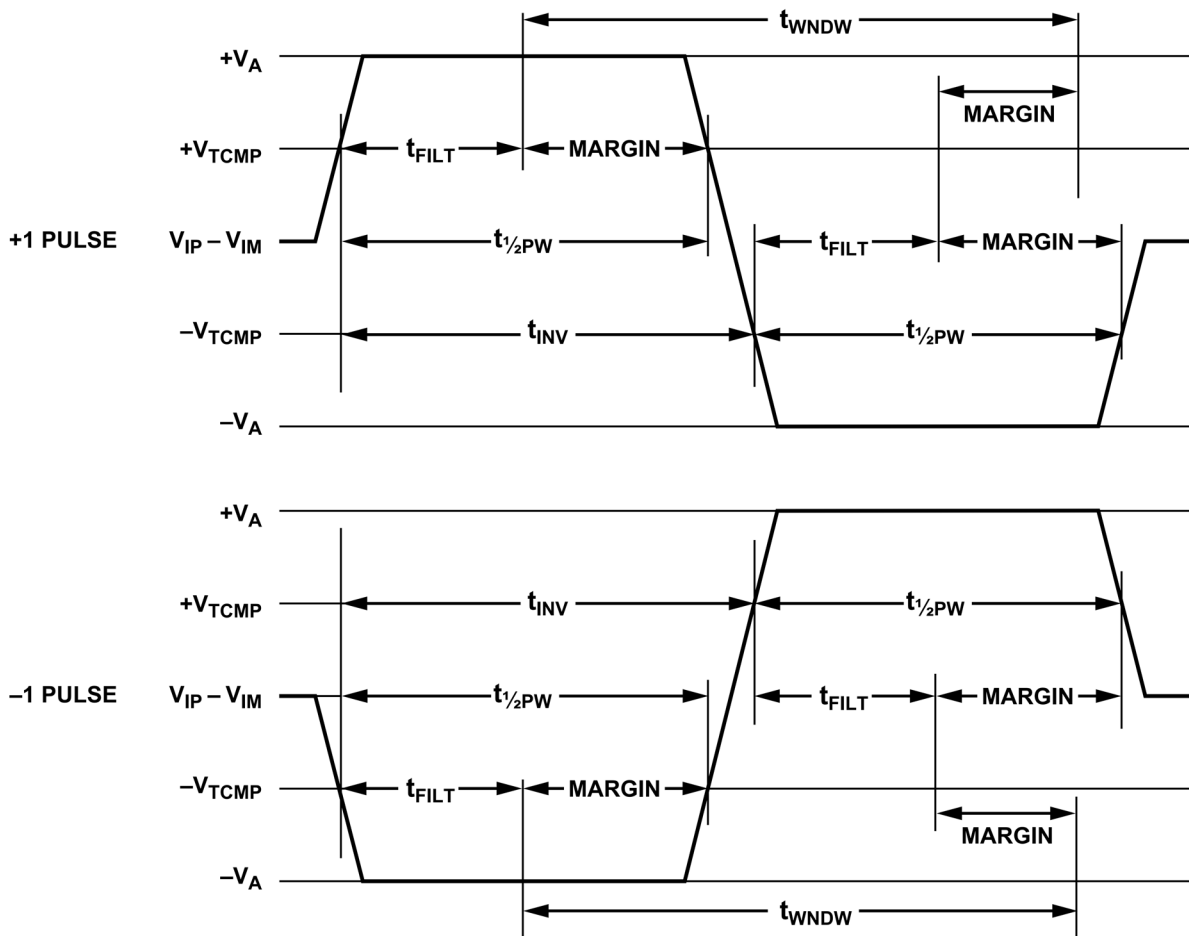 tWNDW
+VA
MARGIN
+VTCMP tFILT MARGIN
+1 PULSE VIP – VIM t½PW tFILT MARGIN
–VTCMP tINV t½PW
–VA
+VA
+VTCMP tINV t½PW
–1 PULSE VIP – VIM t½PW tFILT MARGIN
–VTCMP tFILT MARGIN
MARGIN
–VA
tWNDW